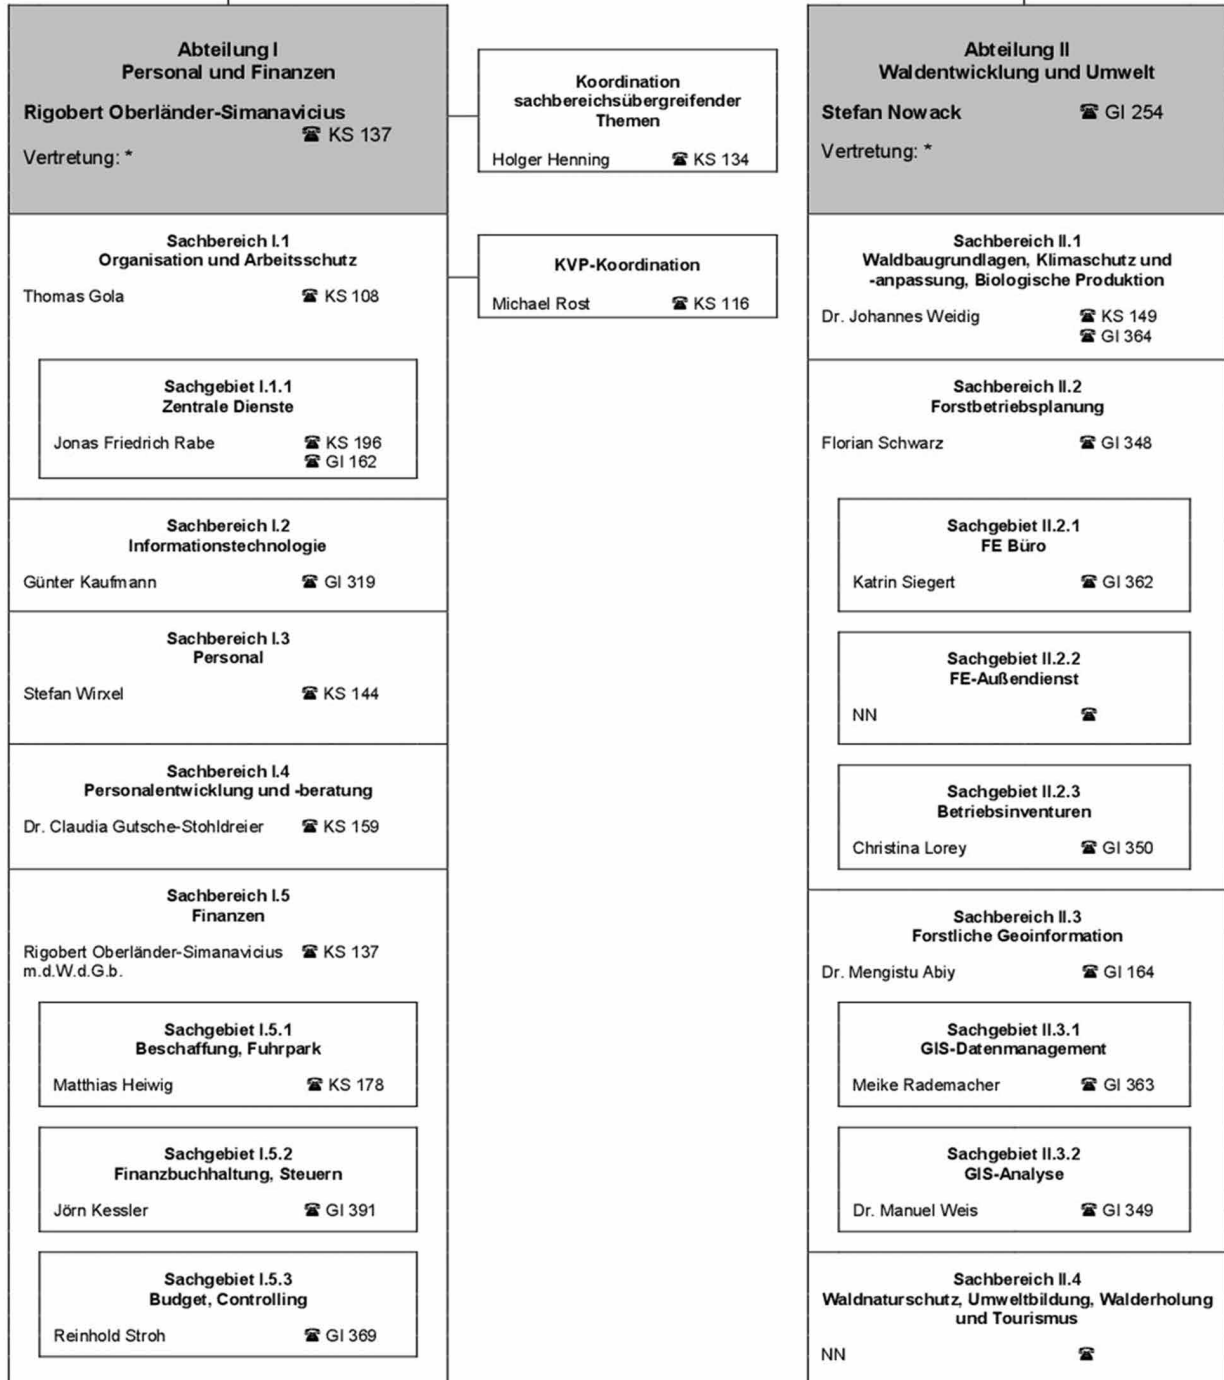 Abteilung I
Personal und Finanzen
Rigobert Oberländer-Simanavicius
☎ KS 137
Vertretung: *
Sachbereich I.1
Organisation und Arbeitsschutz
Thomas Gola ☎ KS 108
Sachgebiet I.1.1
Zentrale Dienste
Jonas Friedrich Rabe ☎ KS 196
☎ GI 162
Sachbereich I.2
Informationstechnologie
Günter Kaufmann ☎ GI 319
Sachbereich I.3
Personal
Stefan Wirxel ☎ KS 144
Sachbereich I.4
Personalentwicklung und -beratung
Dr. Claudia Gutsche-Stohldreier ☎ KS 159
Sachbereich I.5
Finanzen
Rigobert Oberländer-Simanavicius ☎ KS 137
m.d.W.d.G.b.
Sachgebiet I.5.1
Beschaffung, Fuhrpark
Matthias Heiwig ☎ KS 178
Sachgebiet I.5.2
Finanzbuchhaltung, Steuern
Jörn Kessler ☎ GI 391
Sachgebiet I.5.3
Budget, Controlling
Reinhold Stroh ☎ GI 369
Koordination
sachbereichsübergreifender
Themen
Holger Henning ☎ KS 134
KVP-Koordination
Michael Rost ☎ KS 116
Abteilung II
Waldentwicklung und Umwelt
Stefan Nowack ☎ GI 254
Vertretung: *
Sachbereich II.1
Waldbaugrundlagen, Klimaschutz und
-anpassung, Biologische Produktion
Dr. Johannes Weidig ☎ KS 149
☎ GI 364
Sachbereich II.2
Forstbetriebsplanung
Florian Schwarz ☎ GI 348
Sachgebiet II.2.1
FE Büro
Katrin Siegert ☎ GI 362
Sachgebiet II.2.2
FE-Außendienst
NN ☎
Sachgebiet II.2.3
Betriebsinventuren
Christina Lorey ☎ GI 350
Sachbereich II.3
Forstliche Geoinformation
Dr. Mengistu Abiy ☎ GI 164
Sachgebiet II.3.1
GIS-Datenmanagement
Meike Rademacher ☎ GI 363
Sachgebiet II.3.2
GIS-Analyse
Dr. Manuel Weis ☎ GI 349
Sachbereich II.4
Waldnaturschutz, Umweltbildung, Walderholung
und Tourismus
NN ☎